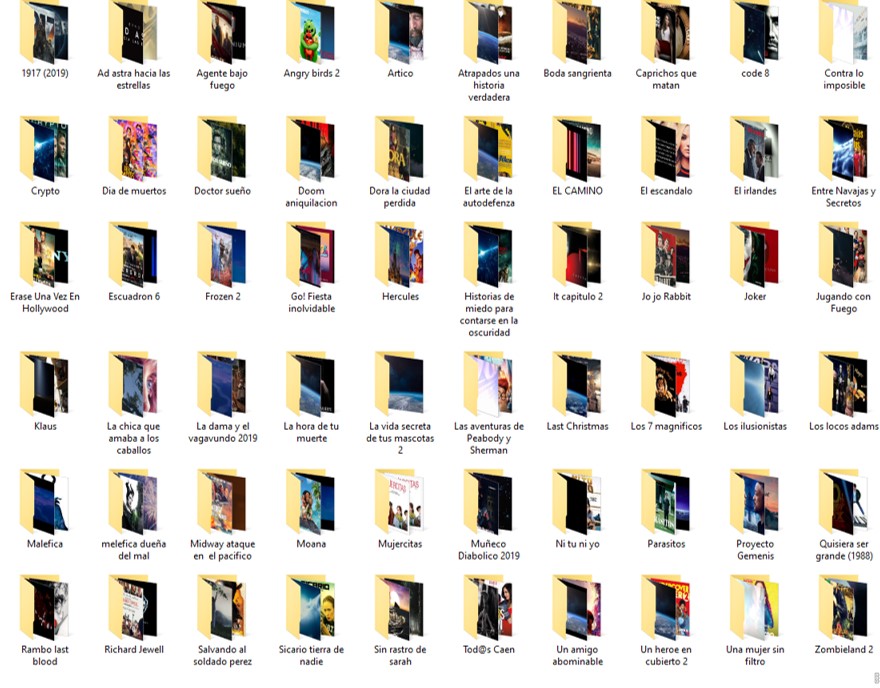 1917 (2019)
Ad astra hacia las
estrellas
Agente bajo
fuego
Angry birds 2
Artico
Atrapados una
historia
verdadera
Boda sangrienta
Caprichos que
matan
code 8
Contra lo
imposible
Crypto
Dia de muertos
Doctor sueño
Doom
aniquilacion
Dora la ciudad
perdida
El arte de la
autodefenza
EL CAMINO
El escandalo
El irlandes
Entre Navajas y
Secretos
Erase Una Vez En
Hollywood
Escuadron 6
Frozen 2
Go! Fiesta
inolvidable
Hercules
Historias de
miedo para
contarse en la
oscuridad
It capitulo 2
Jo jo Rabbit
Joker
Jugando con
Fuego
Klaus
La chica que
amaba a los
caballos
La dama y el
vagavundo 2019
La hora de tu
muerte
La vida secreta
de tus mascotas
2
Las aventuras de
Peabody y
Sherman
Last Christmas
Los 7 magnificos
Los ilusionistas
Los locos adams
Malefica
melefica dueña
del mal
Midway ataque
en el pacifico
Moana
Mujercitas
Muñeco
Diabolico 2019
Ni tu ni yo
Parasitos
Proyecto
Gemenis
Quisiera ser
grande (1988)
Rambo last
blood
Richard Jewell
Salvando al
soldado perez
Sicario tierra de
nadie
Sin rastro de
sarah
Tod@s Caen
Un amigo
abominable
Un heroe en
cubierto 2
Una mujer sin
filtro
Zombieland 2